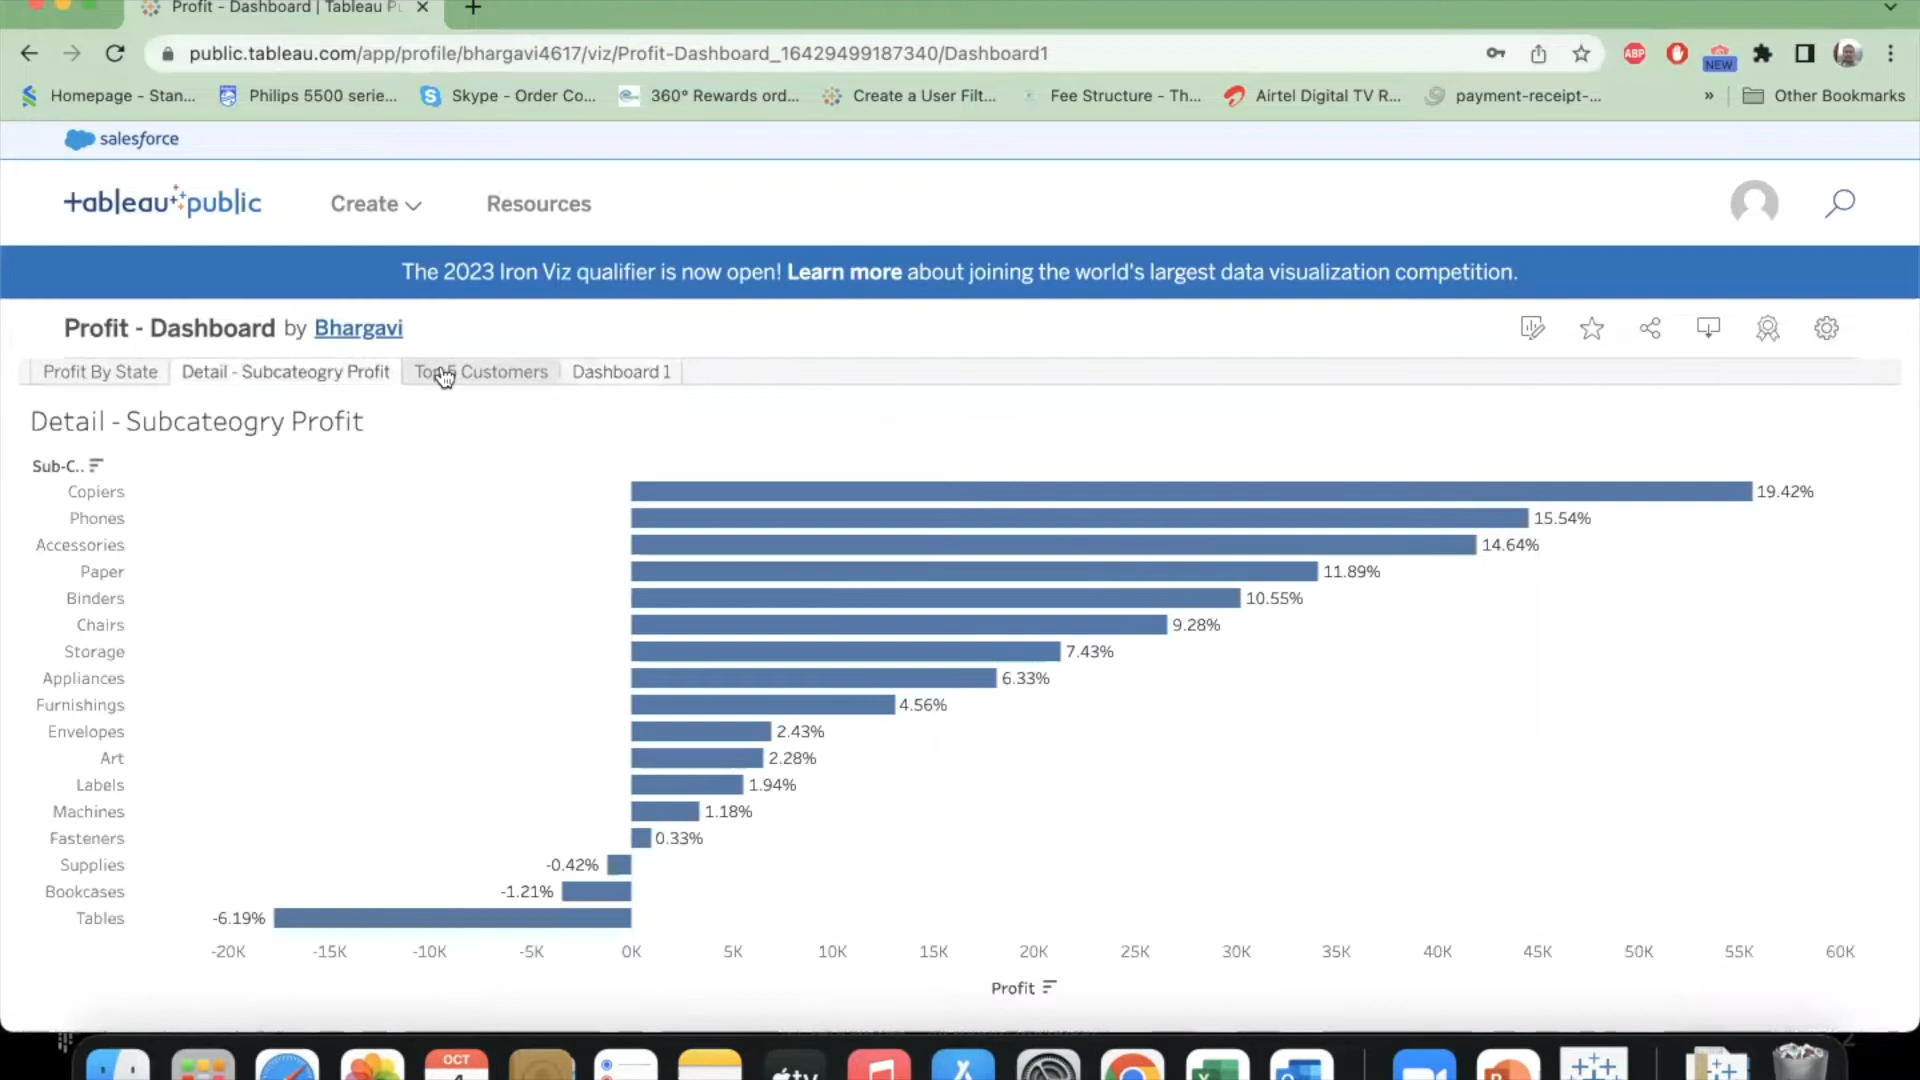 Profit - Dashboard | Tableau Pu
public.tableau.com/app/profile/bhargavi4617/viz/Profit-Dashboard_16429499187340/Dashboard1
ABP
NEW
Homepage - Stan... Philips 5500 serie... Skype - Order Co... 360° Rewards ord... Create a User Filt... Fee Structure - Th... Airtel Digital TV R... payment-receipt-... » Other Bookmarks
salesforce
+ableau public Create Resources
The 2023 Iron Viz qualifier is now open! Learn more about joining the world's largest data visualization competition.
Profit - Dashboard by Bhargavi
Profit By State Detail - Subcateogry Profit Top 5 Customers Dashboard 1
Detail - Subcateogry Profit
Sub-C..
Copiers 19.42%
Phones 15.54%
Accessories 14.64%
Paper 11.89%
Binders 10.55%
Chairs 9.28%
Storage 7.43%
Appliances 6.33%
Furnishings 4.56%
Envelopes 2.43%
Art 2.28%
Labels 1.94%
Machines 1.18%
Fasteners 0.33%
Supplies -0.42%
Bookcases -1.21%
Tables -6.19%
-20K -15K -10K -5K 0K 5K 10K 15K 20K 25K 30K 35K 40K 45K 50K 55K 60K
Profit
OCT